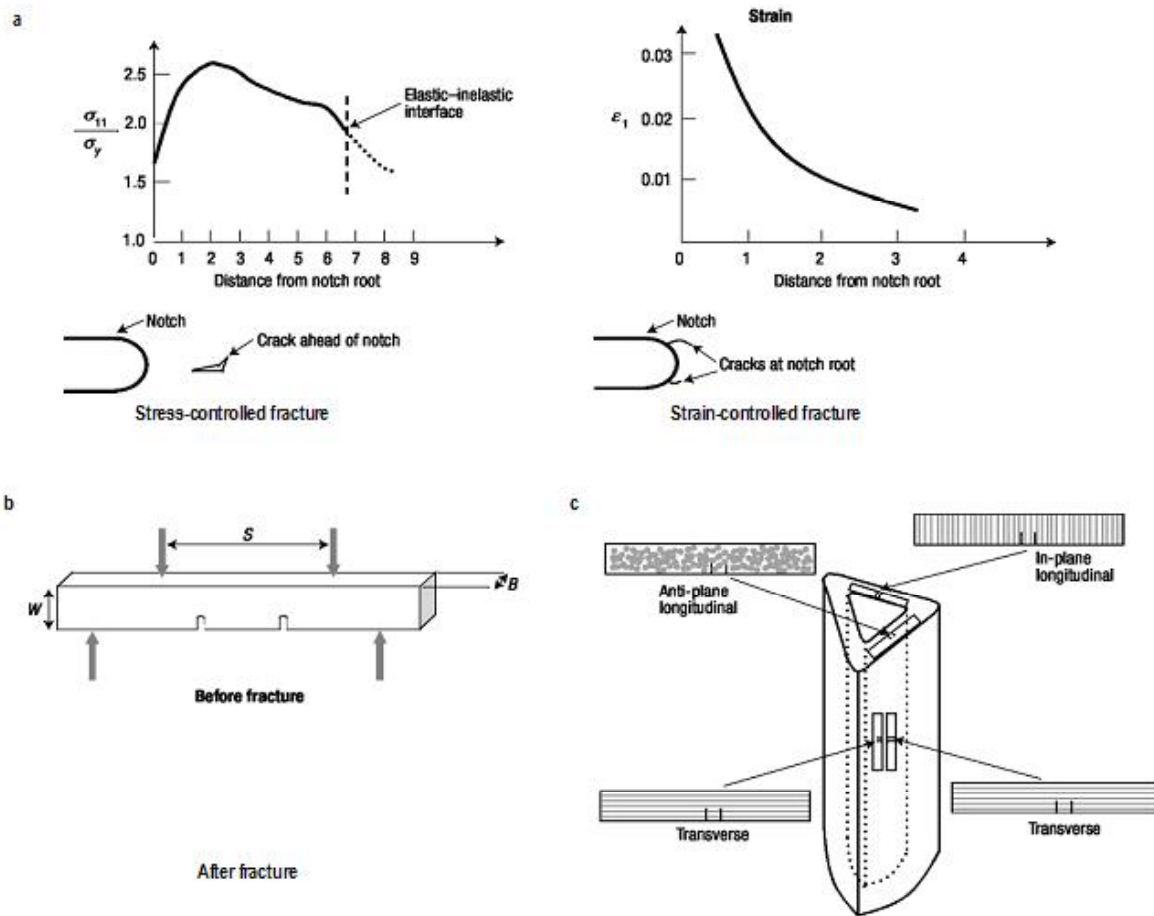 a
2.5
2.0
1.5
1.0
σ11
σy
Elastic–inelastic
interface
0 1 2 3 4 5 6 7 8 9
Distance from notch root
Notch
Crack ahead of notch
Stress-controlled fracture
Strain
0.03
0.02
0.01
ε1
0 1 2 3 4
Distance from notch root
Notch
Cracks at notch root
Strain-controlled fracture
b
S
B
W
Before fracture
After fracture
c
In-plane
longitudinal
Anti-plane
longitudinal
Transverse
Transverse